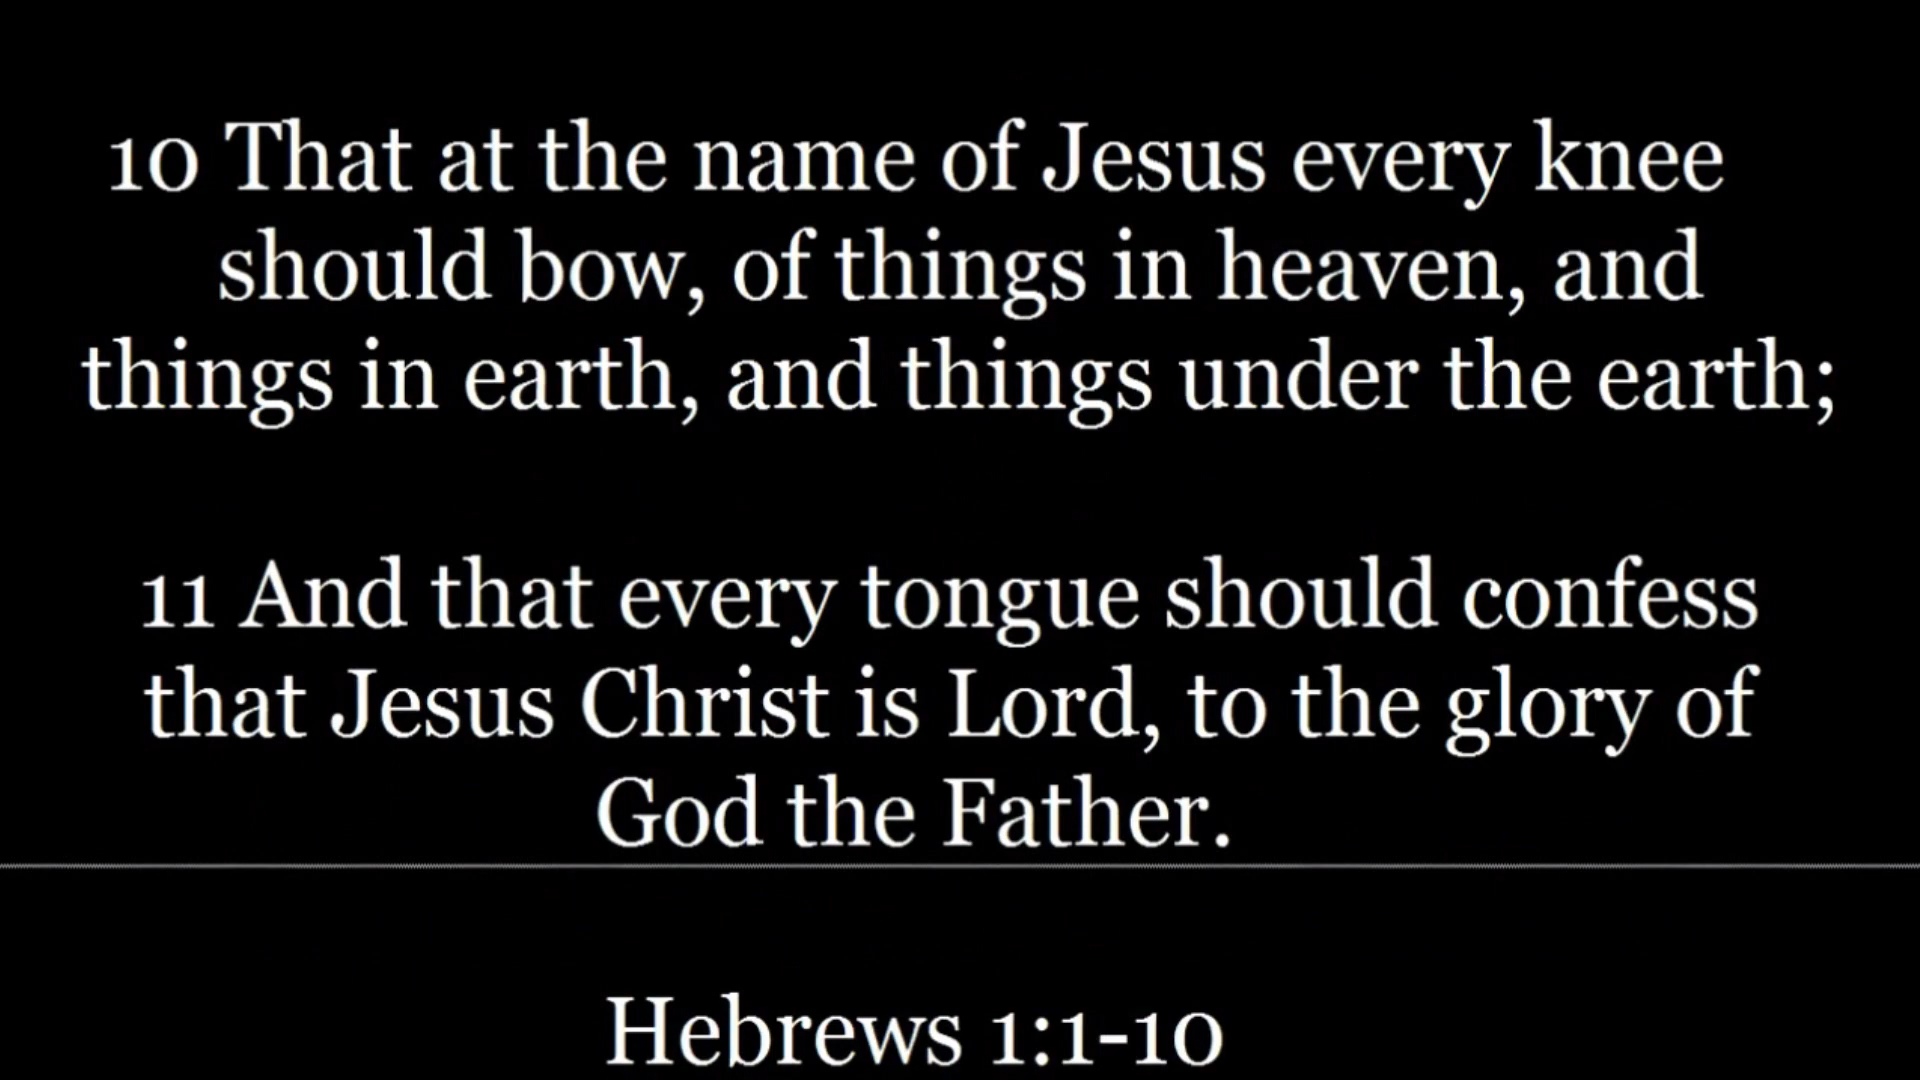 10 That at the name of Jesus every knee
should bow, of things in heaven, and
things in earth, and things under the earth;
11 And that every tongue should confess
that Jesus Christ is Lord, to the glory of
God the Father.
Hebrews 1:1-10